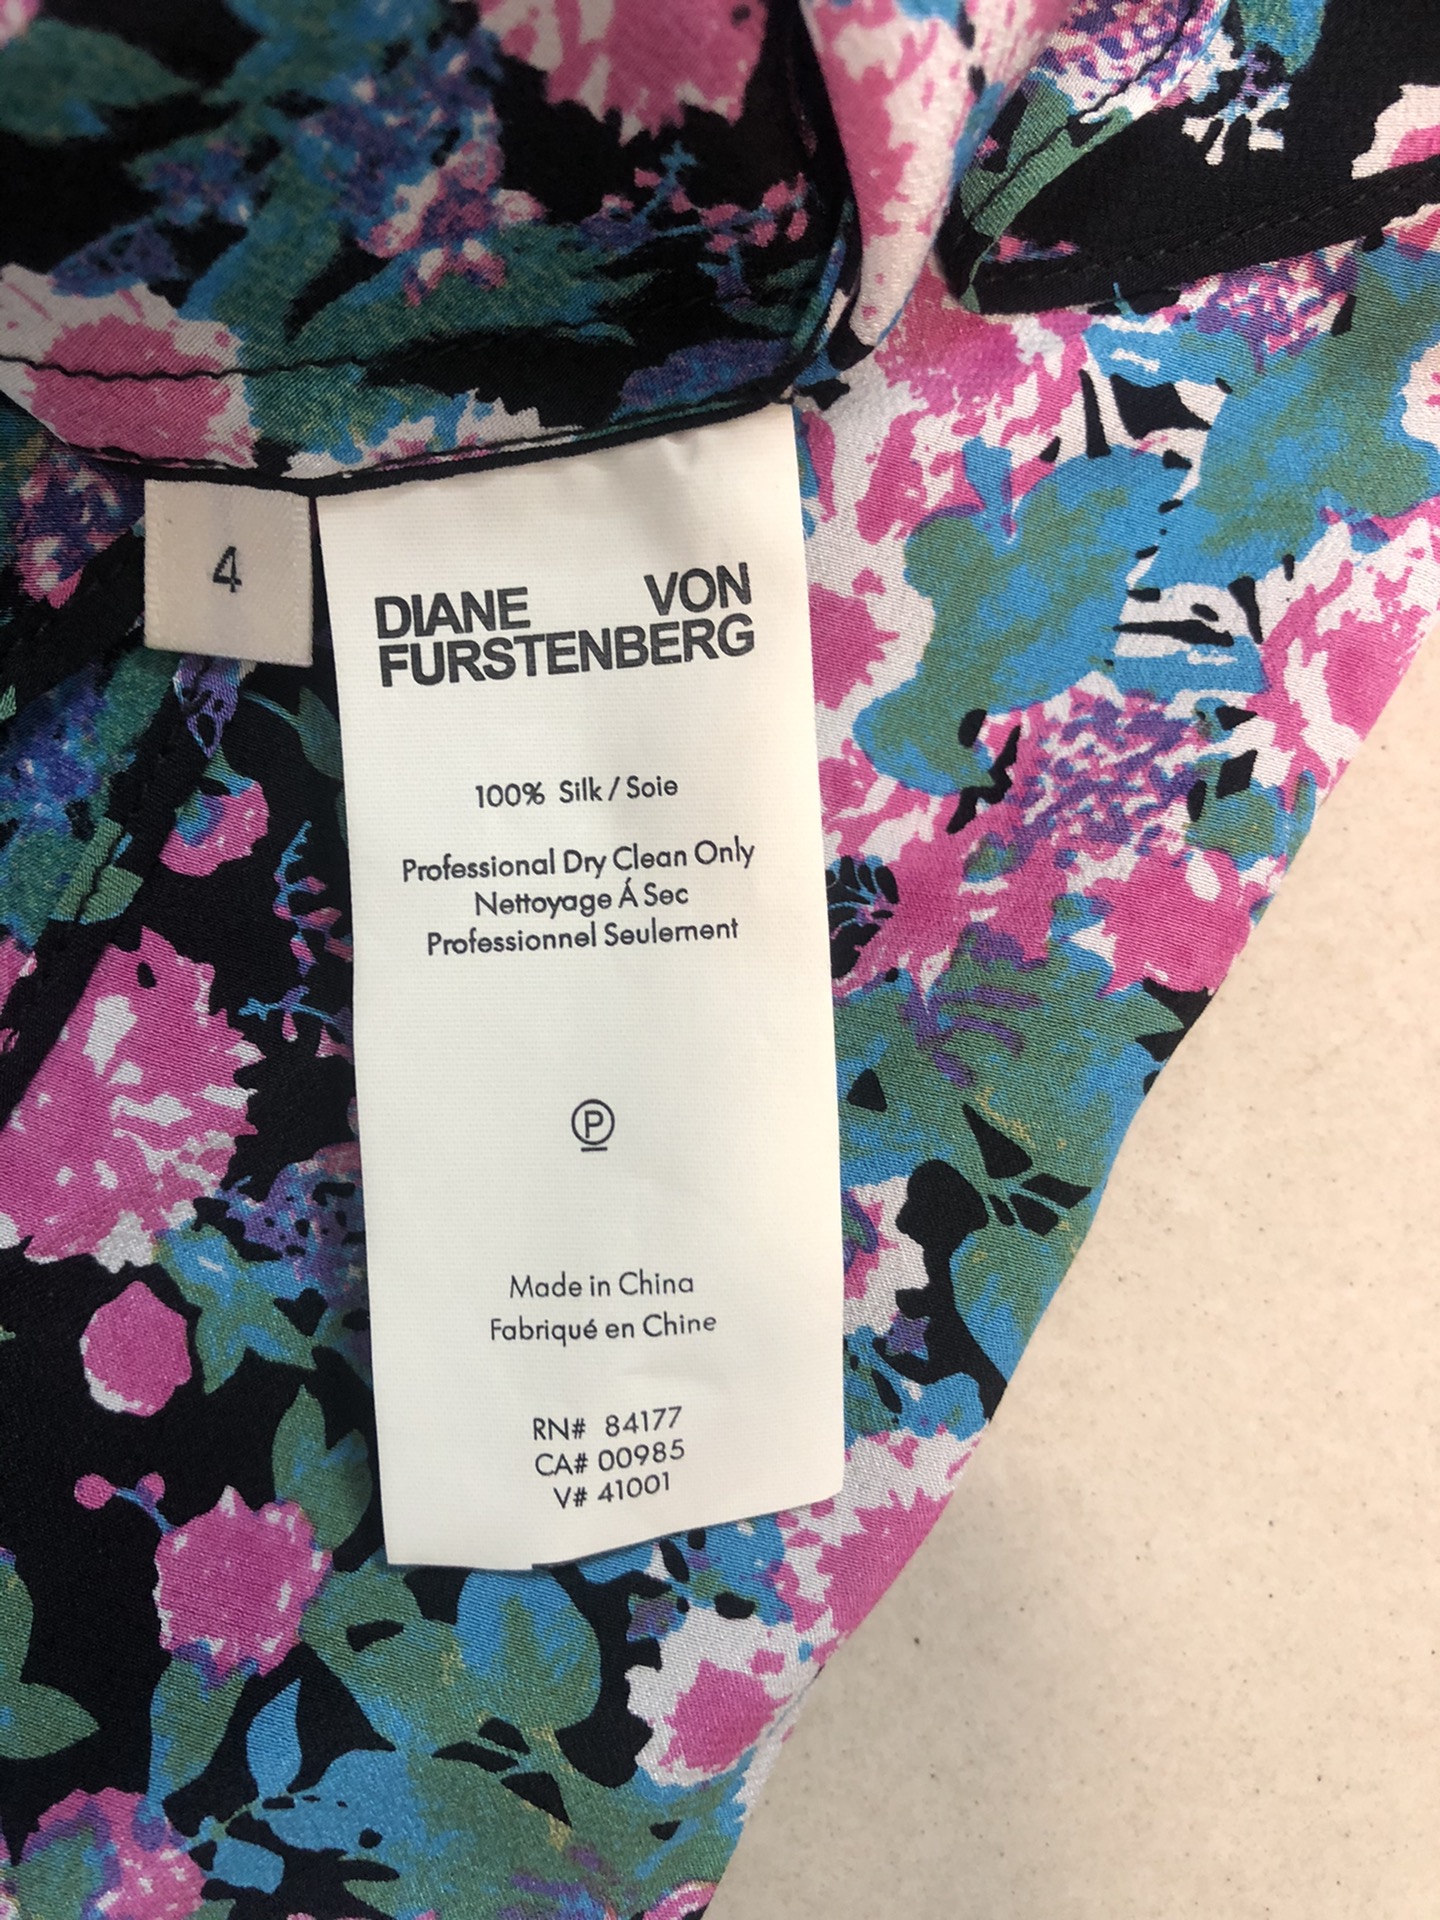 4
DIANE VON
FURSTENBERG
100% Silk / Soie
Professional Dry Clean Only
Nettoyage Á Sec
Professionnel Seulement
P
Made in China
Fabriqué en Chine
RN# 84177
CA# 00985
V# 41001